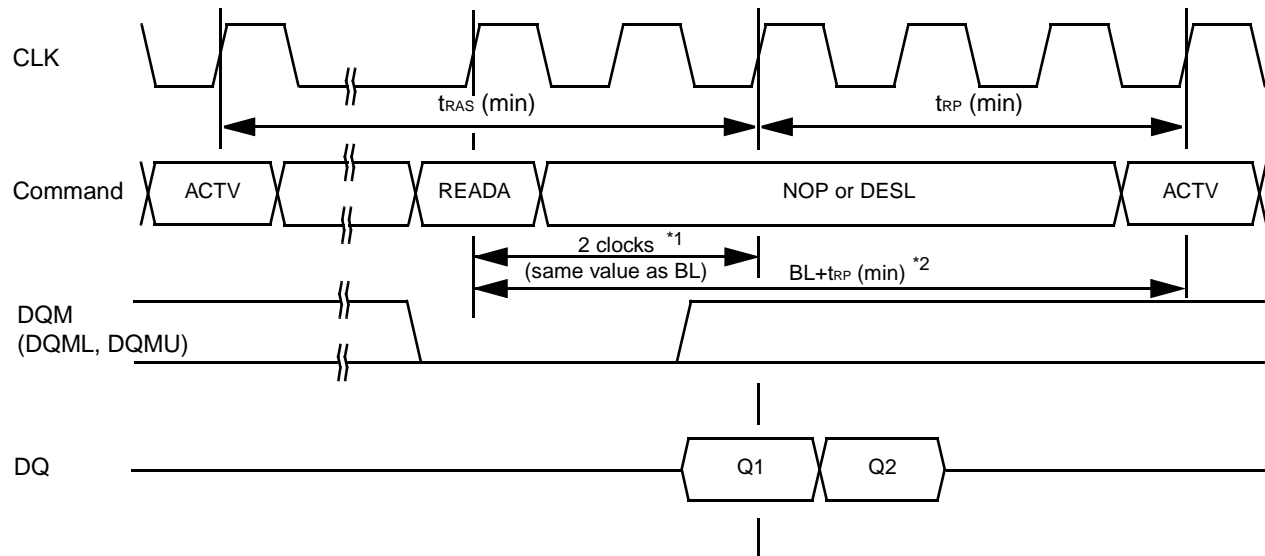 CLK
tRAS (min)
tRP (min)
Command
ACTV
READA
NOP or DESL
ACTV
2 clocks *1
(same value as BL)
BL+tRP (min) *2
DQM
(DQML, DQMU)
DQ
Q1
Q2